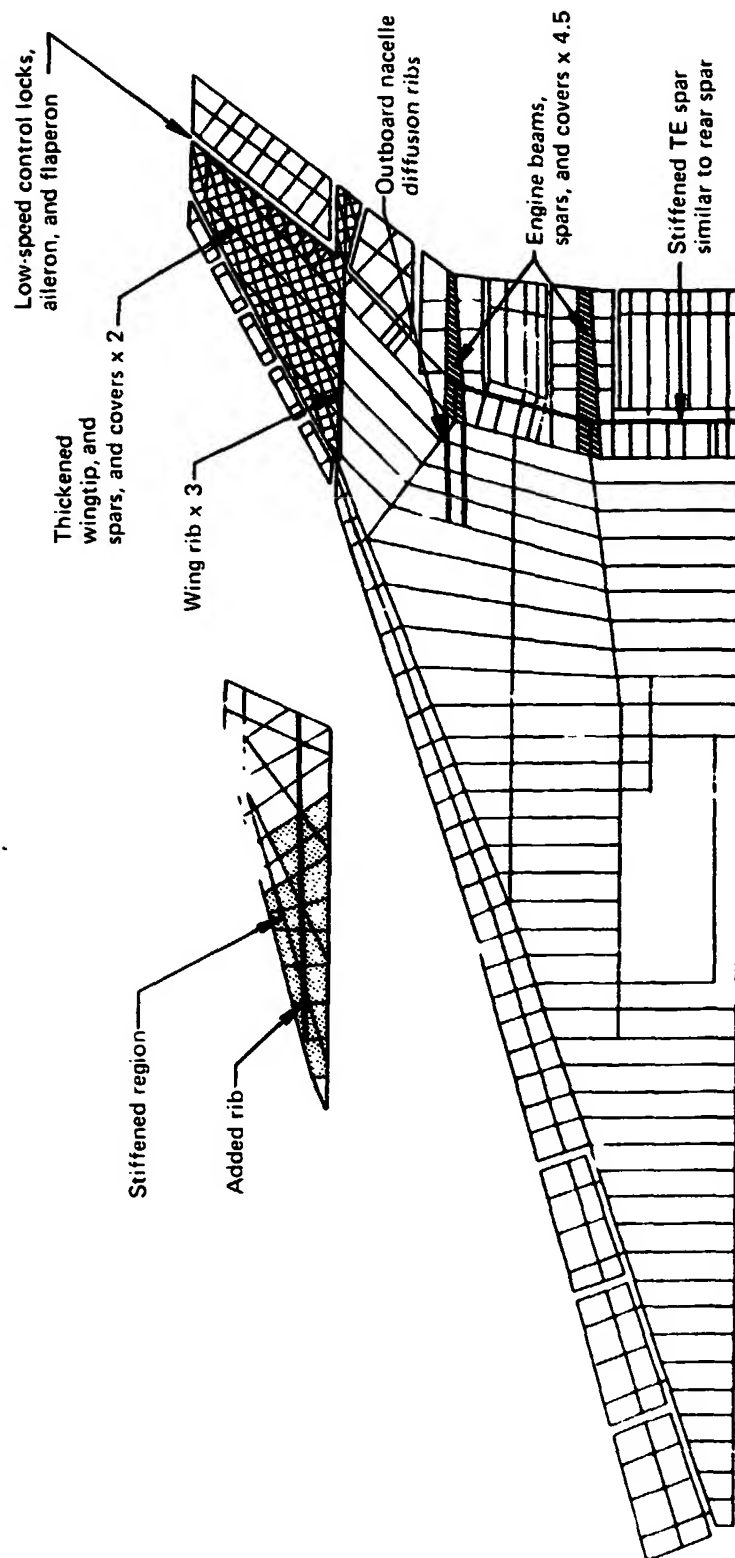 Low-speed control locks,
aileron, and flaperon
Thickened
wingtip, and
spars, and covers x 2
Wing rib x 3
Outboard nacelle
diffusion ribs
Engine beams,
spars, and covers x 4.5
Stiffened TE spar
similar to rear spar
Stiffened region
Added rib